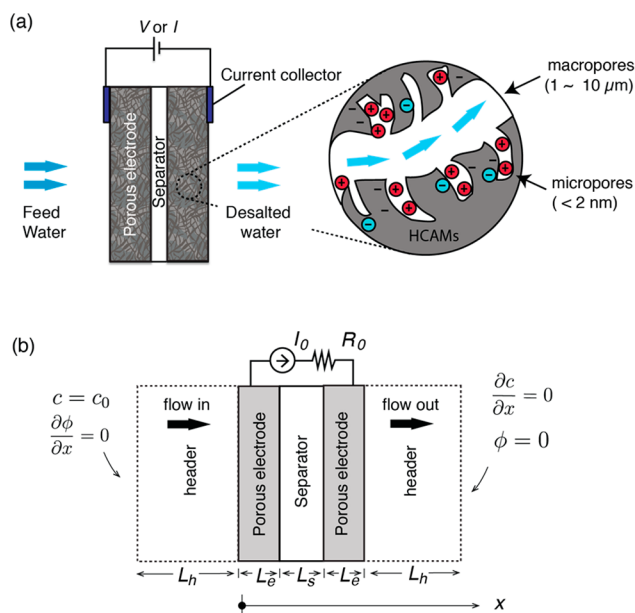 (a)
V or I
Current collector
macropores
(1 ~ 10 μm)
Porous electrode
Separator
Feed
Water
Desalted
water
HCAMs
micropores
( < 2 nm)
(b)
I₀
R₀
c = c₀
∂ϕ/∂x = 0
flow in
header
Porous electrode
Separator
Porous electrode
flow out
header
∂c/∂x = 0
ϕ = 0
Lₕ
Lₑ
Lₛ
Lₑ
Lₕ
x